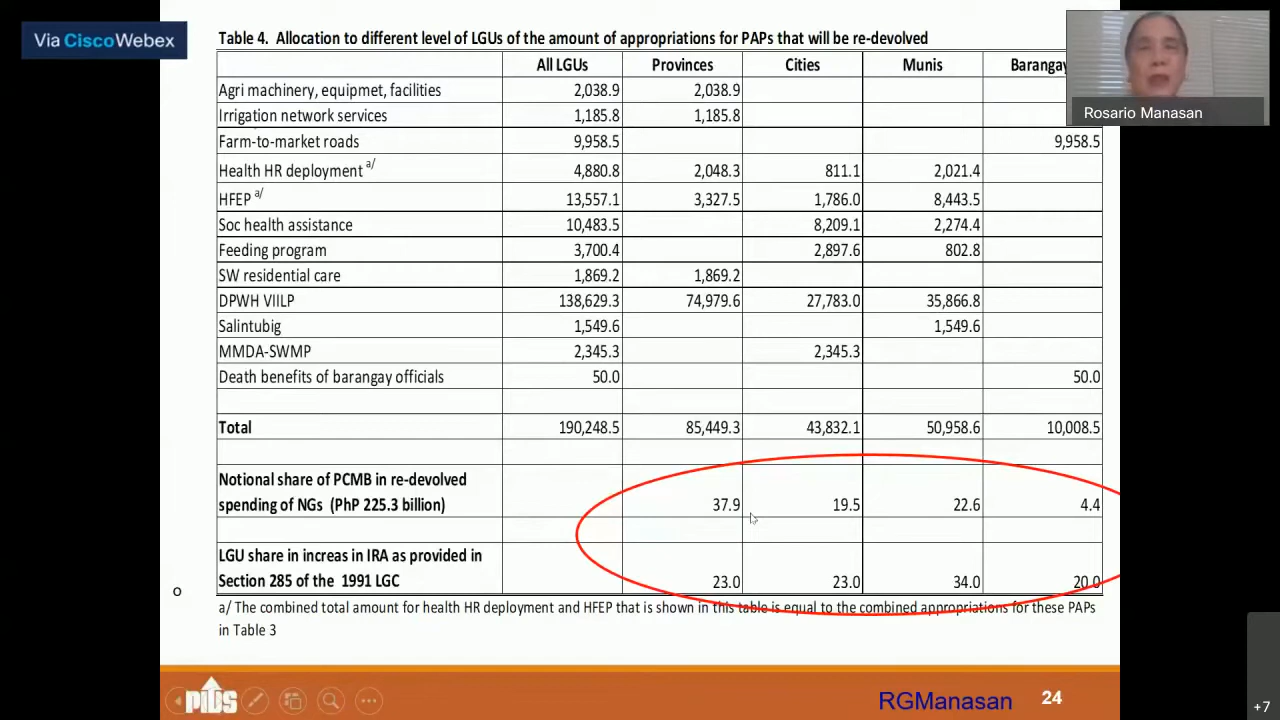 Via CiscoWebex
Table 4. Allocation to different level of LGUs of the amount of appropriations for PAPs that will be re-devolved
All LGUs Provinces Cities Munis Barangay
Rosario Manasan
Agri machinery, equipmet, facilities 2,038.9 2,038.9
Irrigation network services 1,185.8 1,185.8
Farm-to-market roads 9,958.5 9,958.5
Health HR deployment a/ 4,880.8 2,048.3 811.1 2,021.4
HFEP a/ 13,557.1 3,327.5 1,786.0 8,443.5
Soc health assistance 10,483.5 8,209.1 2,274.4
Feeding program 3,700.4 2,897.6 802.8
SW residential care 1,869.2 1,869.2
DPWH VIILP 138,629.3 74,979.6 27,783.0 35,866.8
Salintubig 1,549.6 1,549.6
MMDA-SWMP 2,345.3 2,345.3
Death benefits of barangay officials 50.0 50.0
Total 190,248.5 85,449.3 43,832.1 50,958.6 10,008.5
Notional share of PCMB in re-devolved
spending of NGs (PhP 225.3 billion) 37.9 19.5 22.6 4.4
LGU share in increas in IRA as provided in
Section 285 of the 1991 LGC 23.0 23.0 34.0 20.0
a/ The combined total amount for health HR deployment and HFEP that is shown in this table is equal to the combined appropriations for these PAPs
in Table 3
PIDS
RGManasan 24
+7